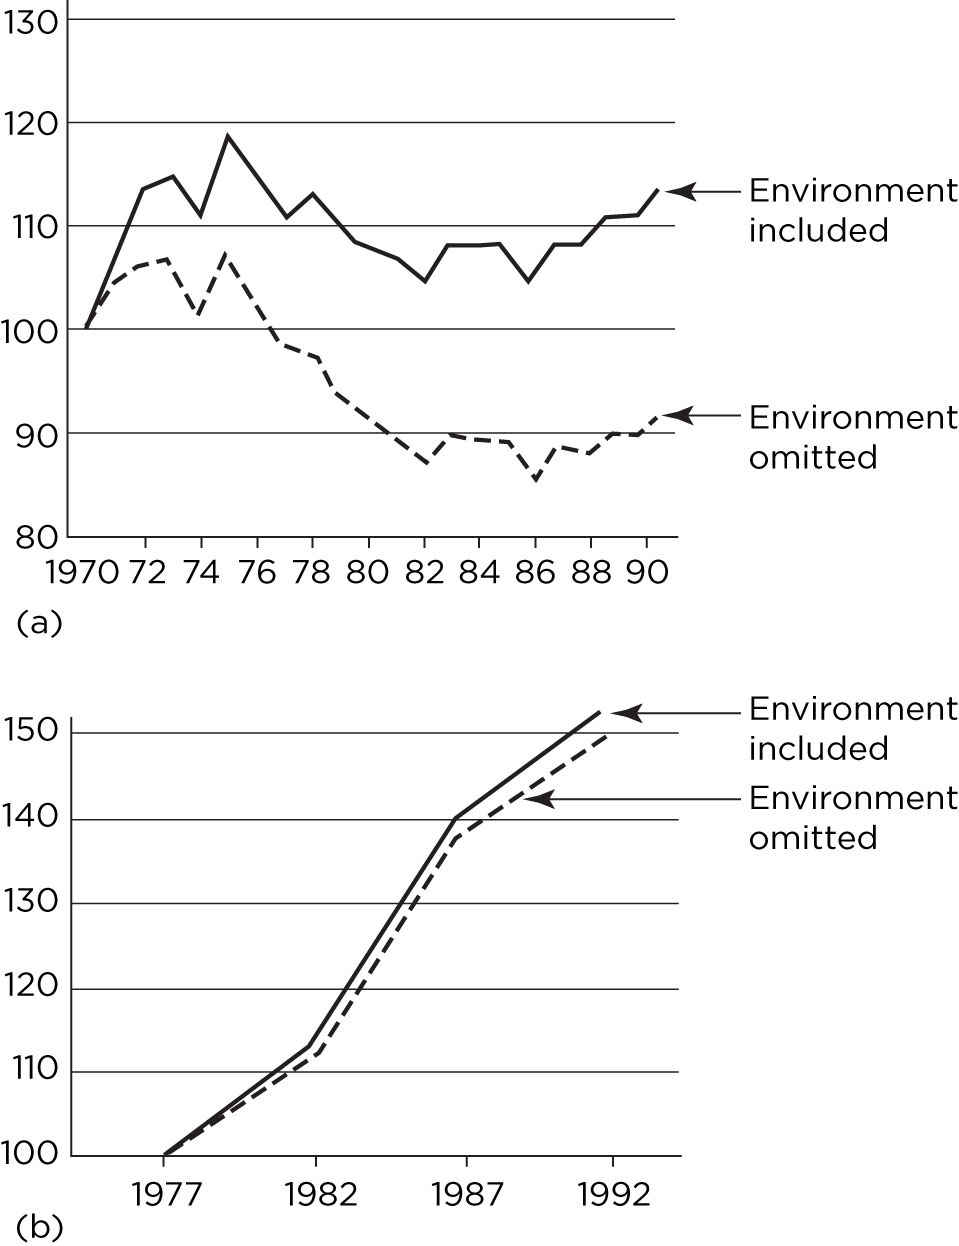 130
120
110
100
90
80
1970 72 74 76 78 80 82 84 86 88 90
Environment
included
Environment
omitted
(a)
150
140
130
120
110
100
1977 1982 1987 1992
Environment
included
Environment
omitted
(b)